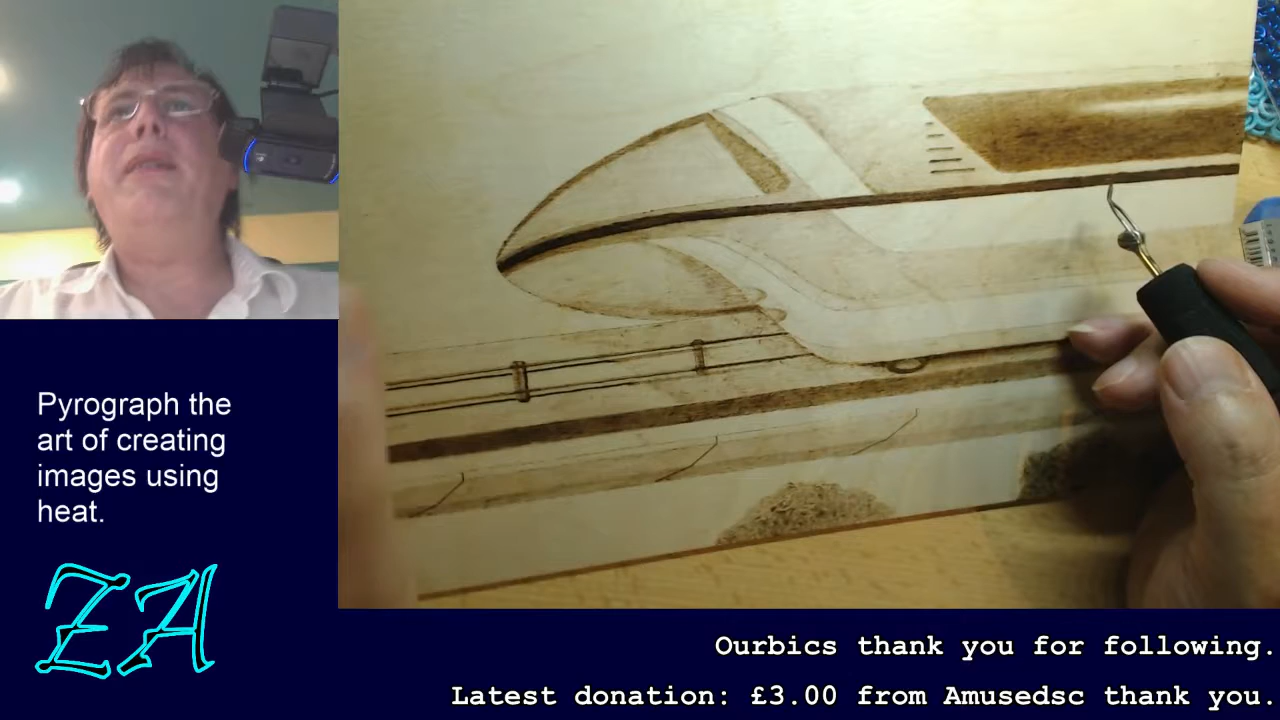 Pyrograph the
art of creating
images using
heat.
ZA
Ourbics thank you for following.
Latest donation: £3.00 from Amusedsc thank you.